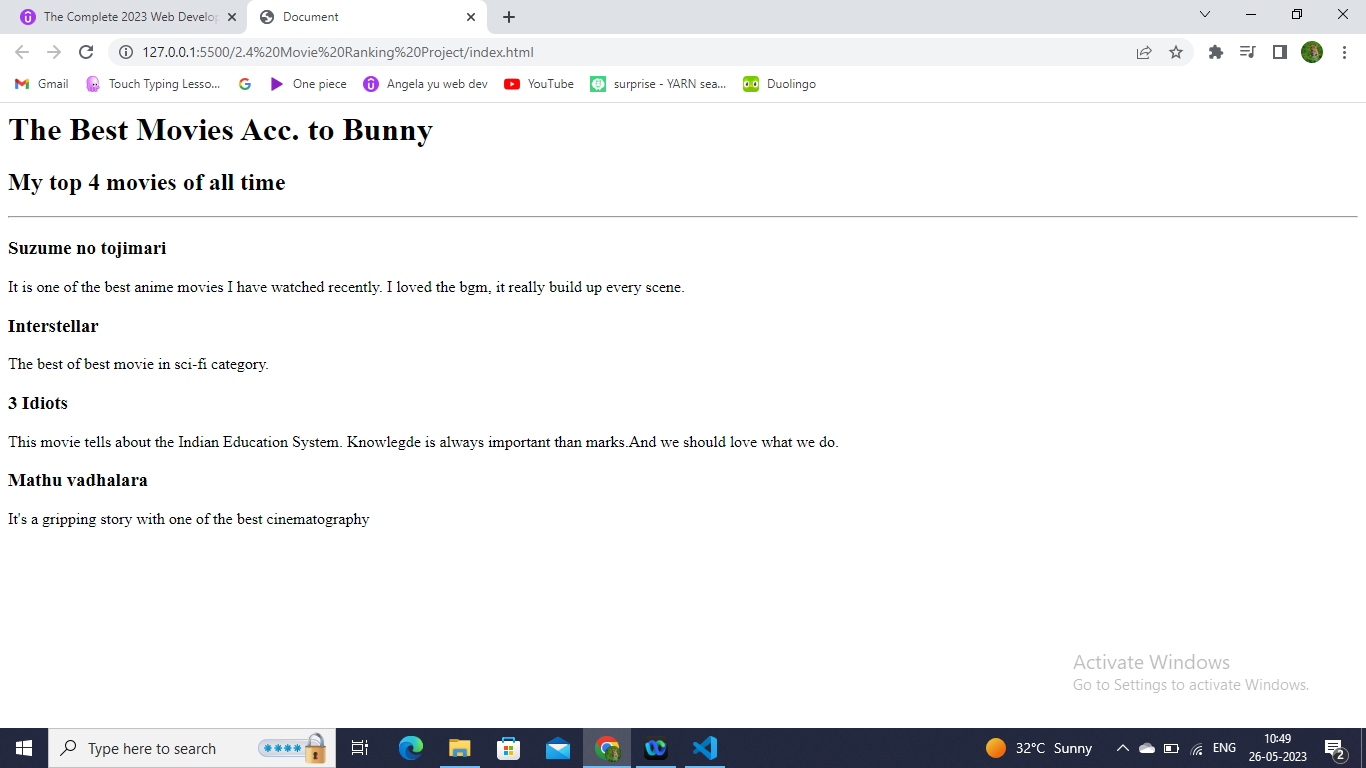 The Complete 2023 Web Develop
Document
127.0.0.1:5500/2.4%20Movie%20Ranking%20Project/index.html
Gmail
Touch Typing Lesso...
One piece
Angela yu web dev
YouTube
surprise - YARN sea...
Duolingo
The Best Movies Acc. to Bunny
My top 4 movies of all time
Suzume no tojimari
It is one of the best anime movies I have watched recently. I loved the bgm, it really build up every scene.
Interstellar
The best of best movie in sci-fi category.
3 Idiots
This movie tells about the Indian Education System. Knowlegde is always important than marks.And we should love what we do.
Mathu vadhalara
It's a gripping story with one of the best cinematography
Activate Windows
Go to Settings to activate Windows.
Type here to search
32°C Sunny
ENG
10:49
26-05-2023
2